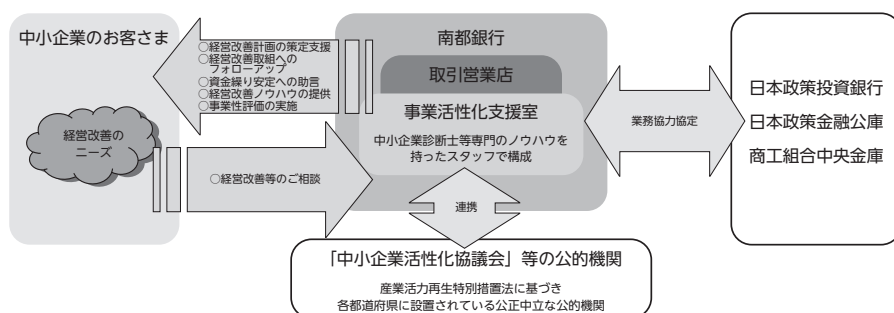 中小企業のお客さま
経営改善の
ニーズ
○経営改善計画の策定支援
○経営改善取組への
フォローアップ
○資金繰り安定への助言
○経営改善ノウハウの提供
○事業性評価の実施
○経営改善等のご相談
南都銀行
取引営業店
事業活性化支援室
中小企業診断士等専門のノウハウを
持ったスタッフで構成
業務協力協定
日本政策投資銀行
日本政策金融公庫
商工組合中央金庫
連携
「中小企業活性化協議会」等の公的機関
産業活力再生特別措置法に基づき
各都道府県に設置されている公正中立な公的機関